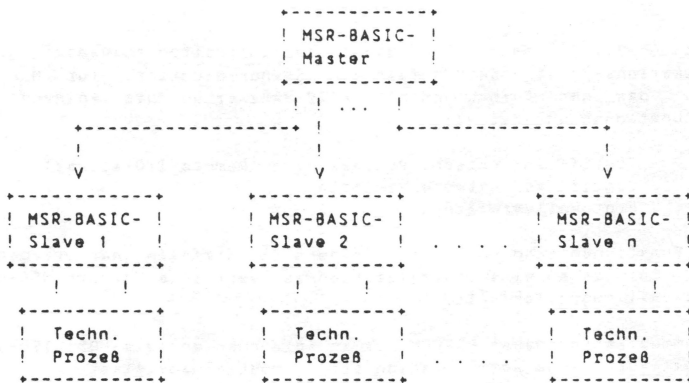 MSR-BASIC-
Master
...
MSR-BASIC-
Slave 1
MSR-BASIC-
Slave 2
. . . .
MSR-BASIC-
Slave n
Techn.
Prozeß
Techn.
Prozeß
. . . .
Techn.
Prozeß